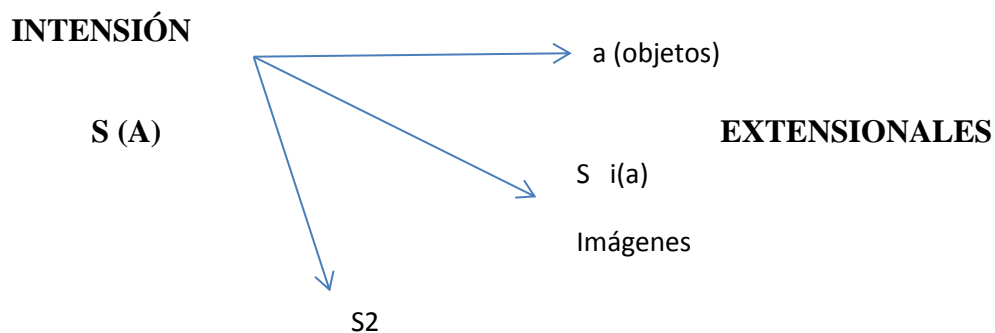 INTENSIÓN
a (objetos)
S (A)
EXTENSIONALES
S i(a)
Imágenes
S2